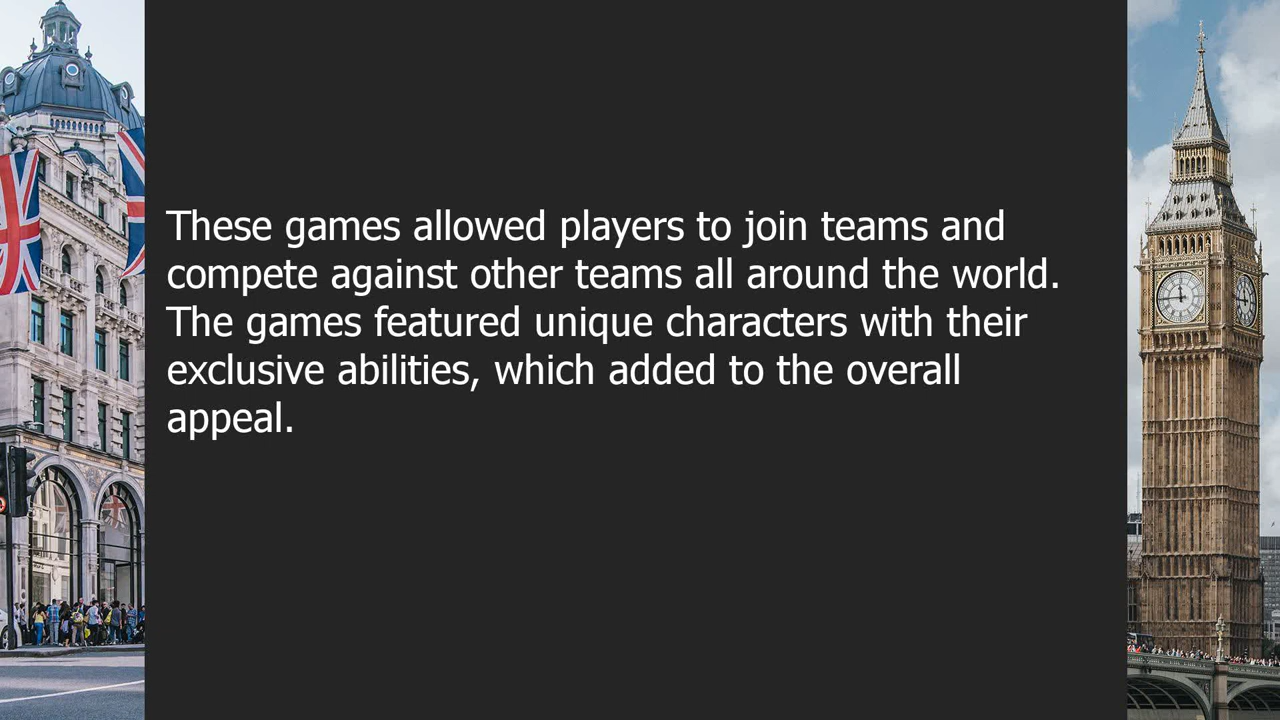 These games allowed players to join teams and
compete against other teams all around the world.
The games featured unique characters with their
exclusive abilities, which added to the overall
appeal.